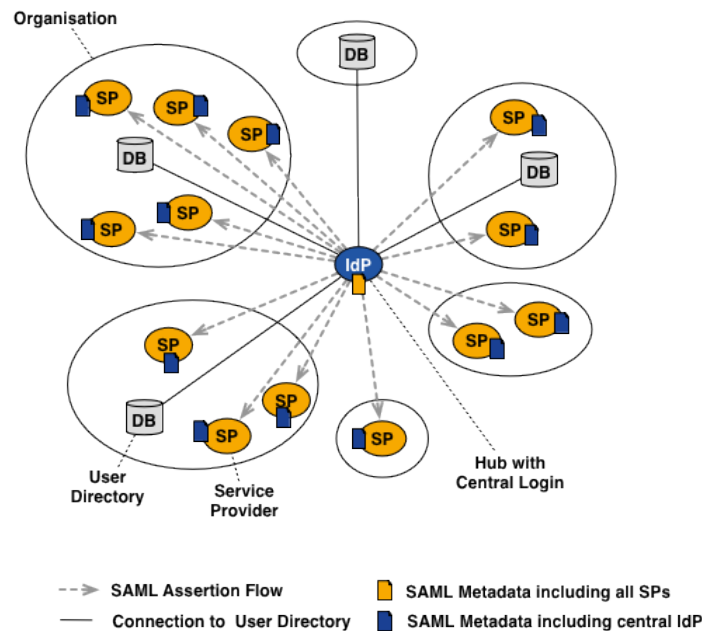 Organisation
DB
SP
SP
SP
SP
DB
DB
SP
SP
SP
IdP
SP
SP
SP
SP
DB
SP
SP
User
Directory
Service
Provider
Hub with
Central Login
SAML Assertion Flow
SAML Metadata including all SPs
Connection to User Directory
SAML Metadata including central IdP